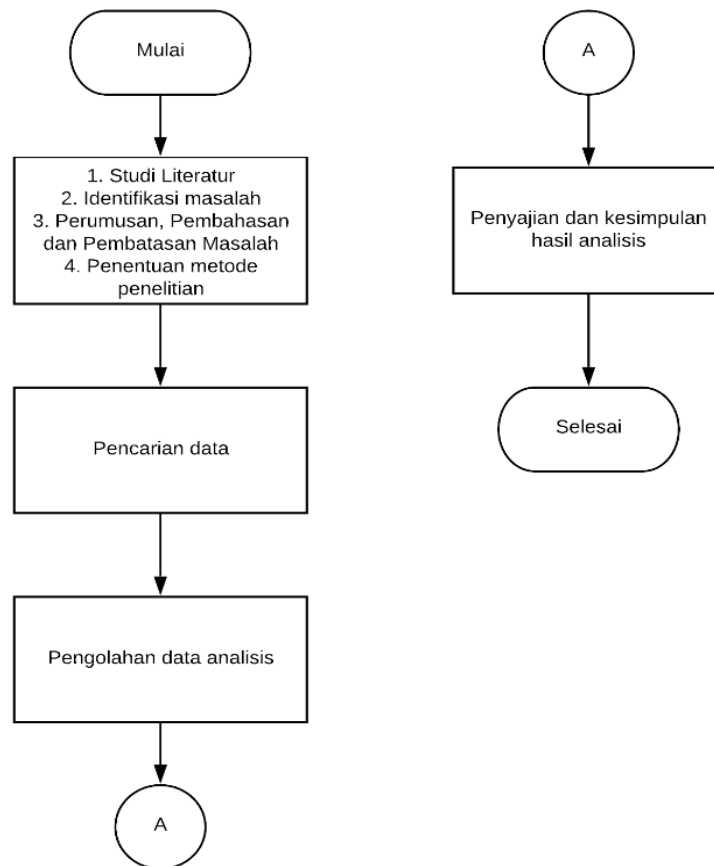 Mulai
1. Studi Literatur
2. Identifikasi masalah
3. Perumusan, Pembahasan
dan Pembatasan Masalah
4. Penentuan metode
penelitian
Pencarian data
Pengolahan data analisis
A
A
Penyajian dan kesimpulan
hasil analisis
Selesai